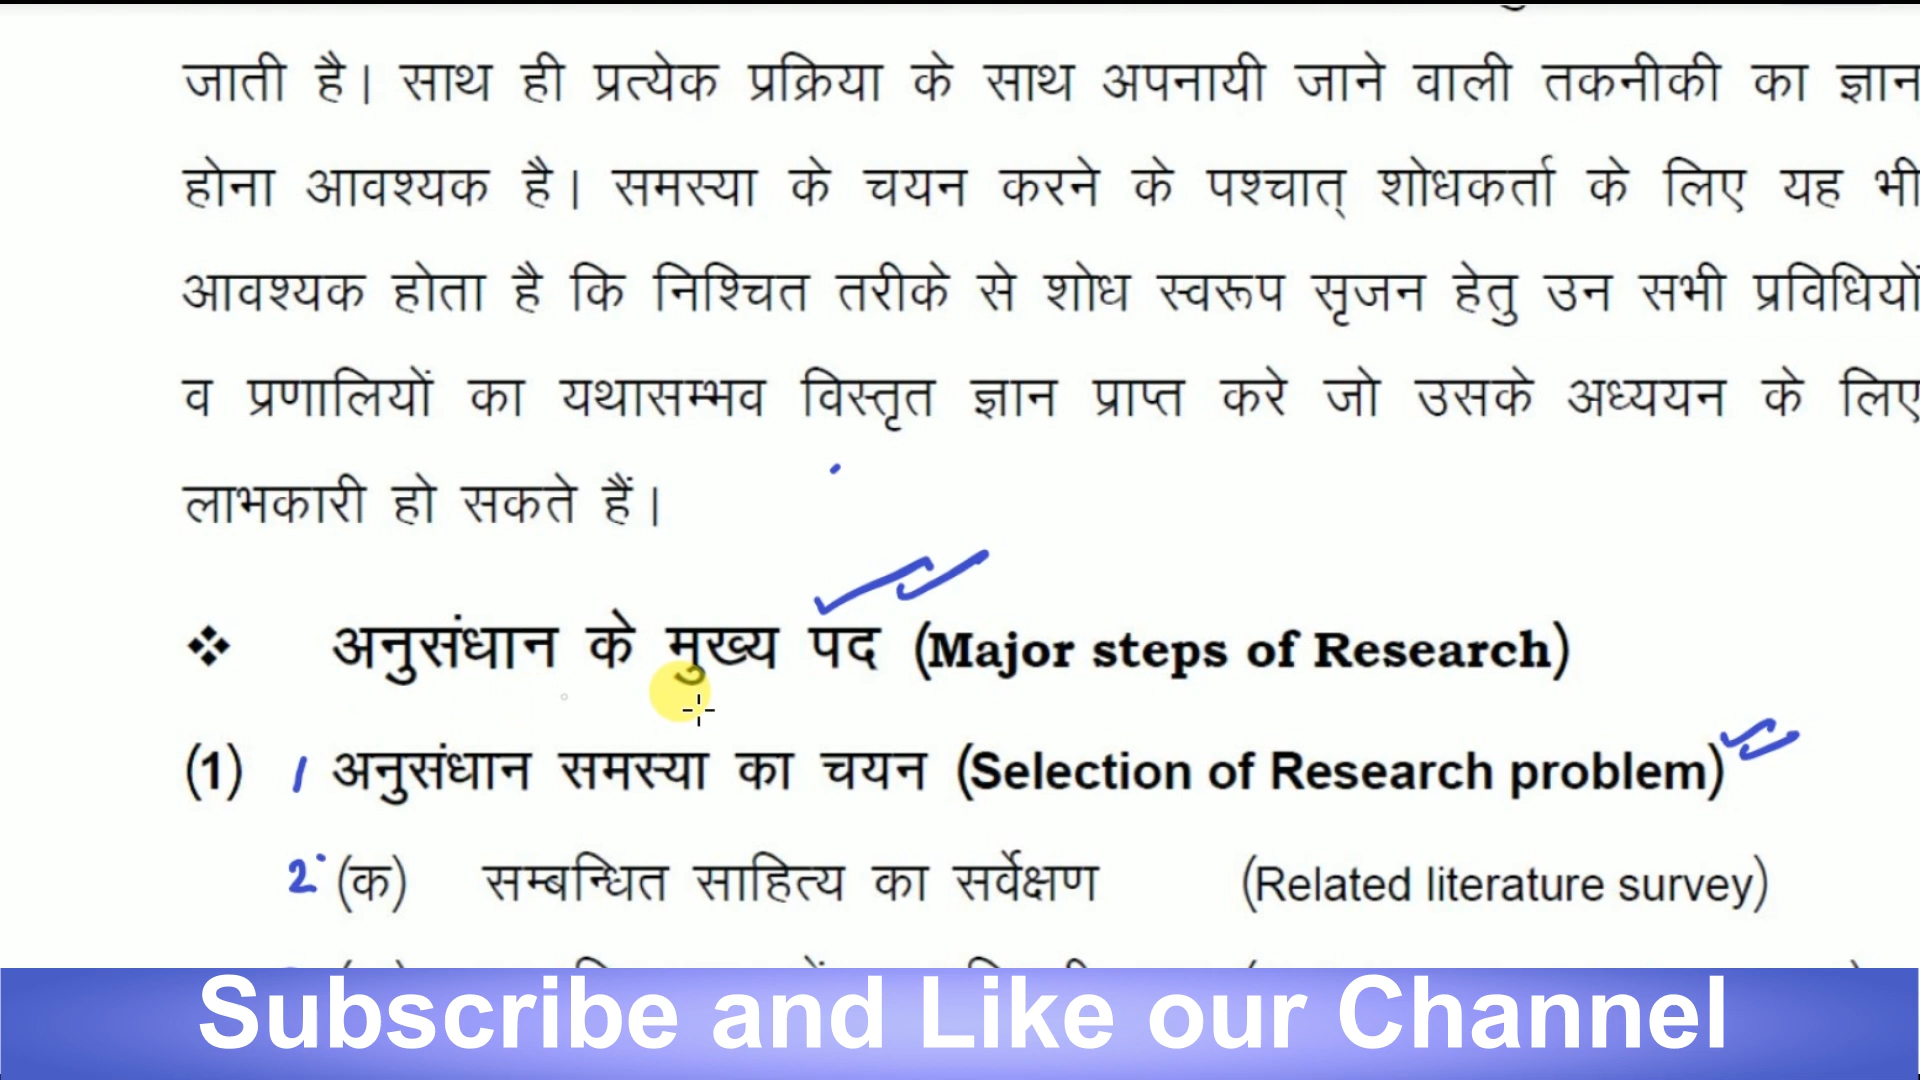 जाती है। साथ ही प्रत्येक प्रक्रिया के साथ अपनायी जाने वाली तकनीकी का ज्ञान
होना आवश्यक है। समस्या के चयन करने के पश्चात् शोधकर्ता के लिए यह भी
आवश्यक होता है कि निश्चित तरीके से शोध स्वरूप सृजन हेतु उन सभी प्रविधियों
व प्रणालियों का यथासम्भव विस्तृत ज्ञान प्राप्त करे जो उसके अध्ययन के लिए
लाभकारी हो सकते हैं।
❖ अनुसंधान के मुख्य पद (Major steps of Research)
(1) 1 अनुसंधान समस्या का चयन (Selection of Research problem)
2 (क) सम्बन्धित साहित्य का सर्वेक्षण (Related literature survey)
Subscribe and Like our Channel